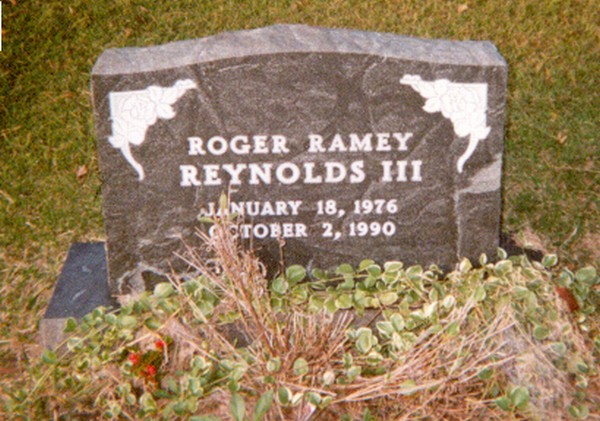 ROGER RAMEY
REYNOLDS III
JANUARY 18, 1976
OCTOBER 2, 1990